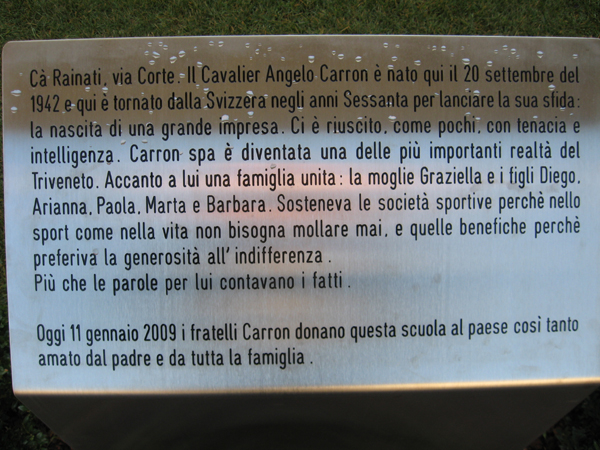 Cà Rainati, via Corte. Il Cavalier Angelo Carron è nato qui il 20 settembre del
1942 e qui è tornato dalla Svizzera negli anni Sessanta per lanciare la sua sfida:
la nascita di una grande impresa. Ci è riuscito, come pochi, con tenacia e
intelligenza. Carron spa è diventata una delle più importanti realtà del
Triveneto. Accanto a lui una famiglia unita: la moglie Graziella e i figli Diego,
Arianna, Paola, Marta e Barbara. Sosteneva le società sportive perchè nello
sport come nella vita non bisogna mollare mai, e quelle benefiche perchè
preferiva la generosità all' indifferenza.
Più che le parole per lui contavano i fatti.
Oggi 11 gennaio 2009 i fratelli Carron donano questa scuola al paese così tanto
amato dal padre e da tutta la famiglia.